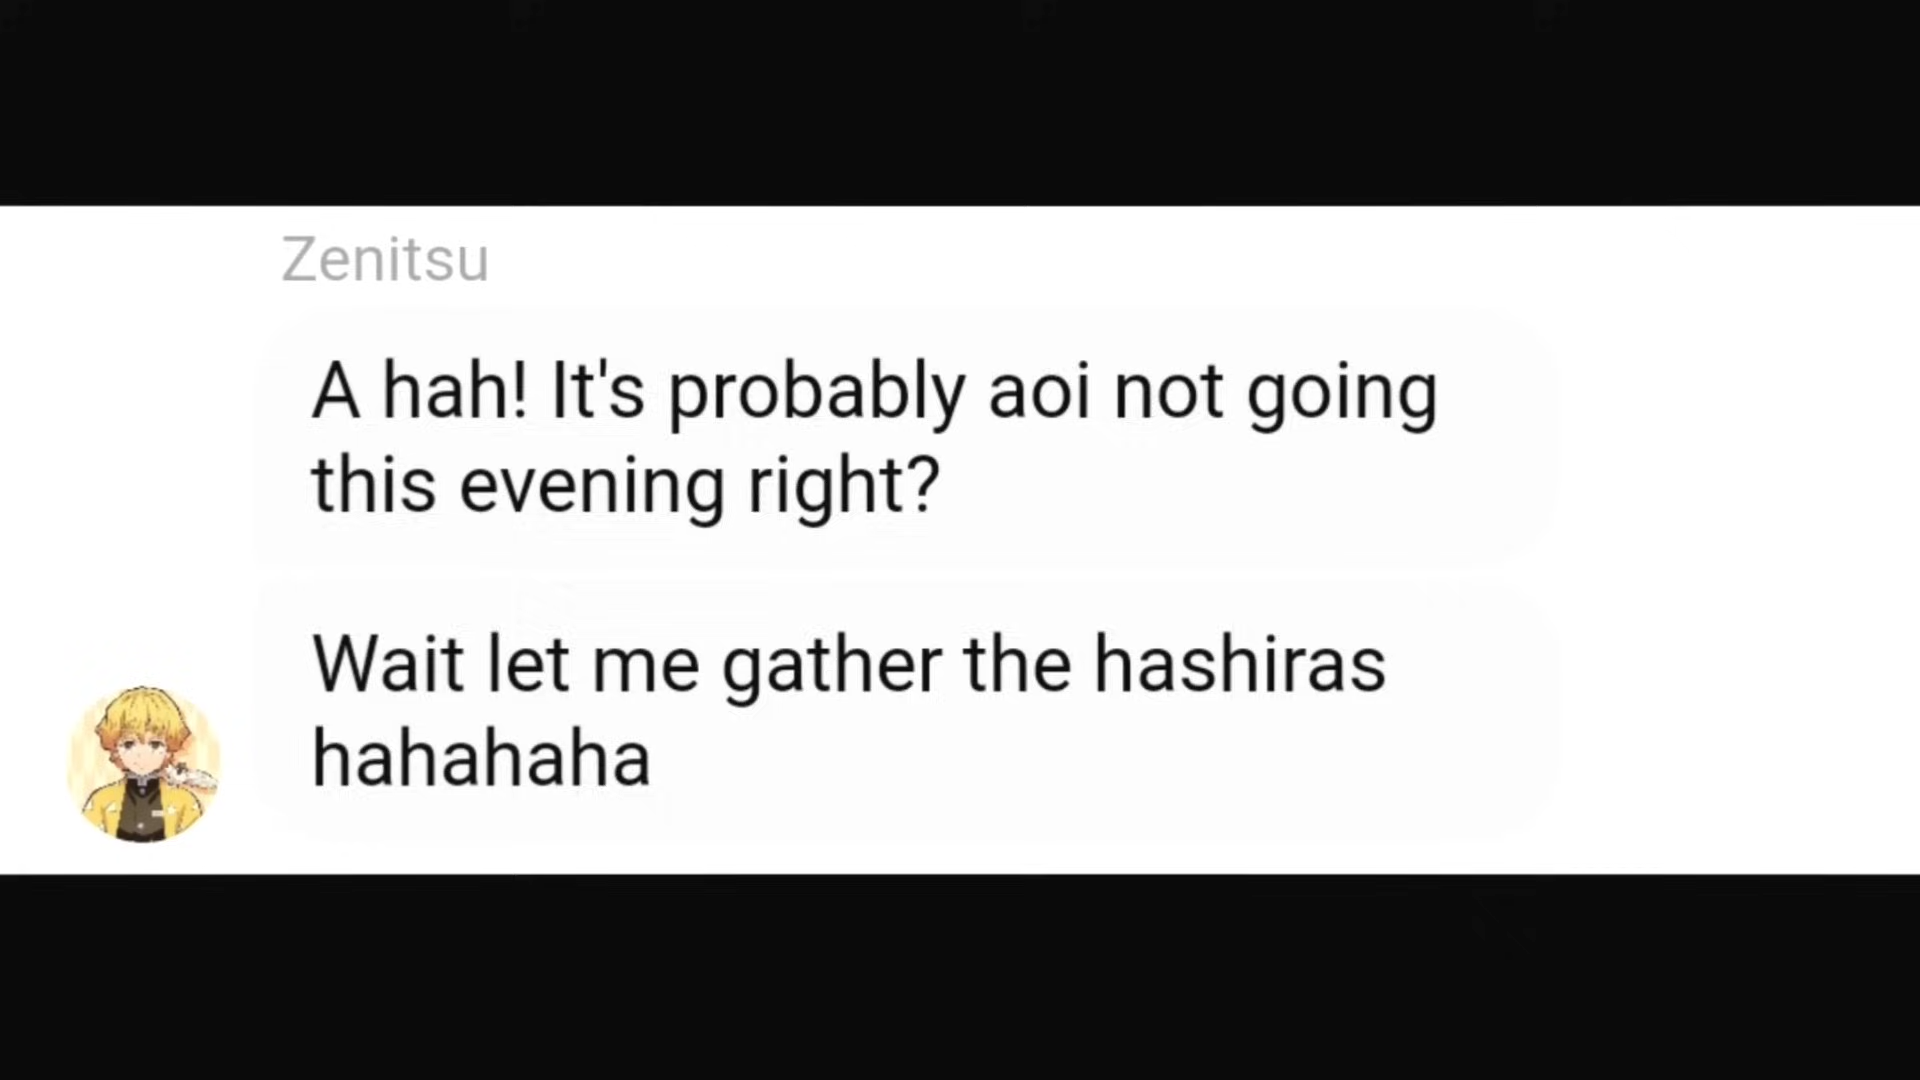 Zenitsu
A hah! It's probably aoi not going
this evening right?
Wait let me gather the hashiras
hahahaha